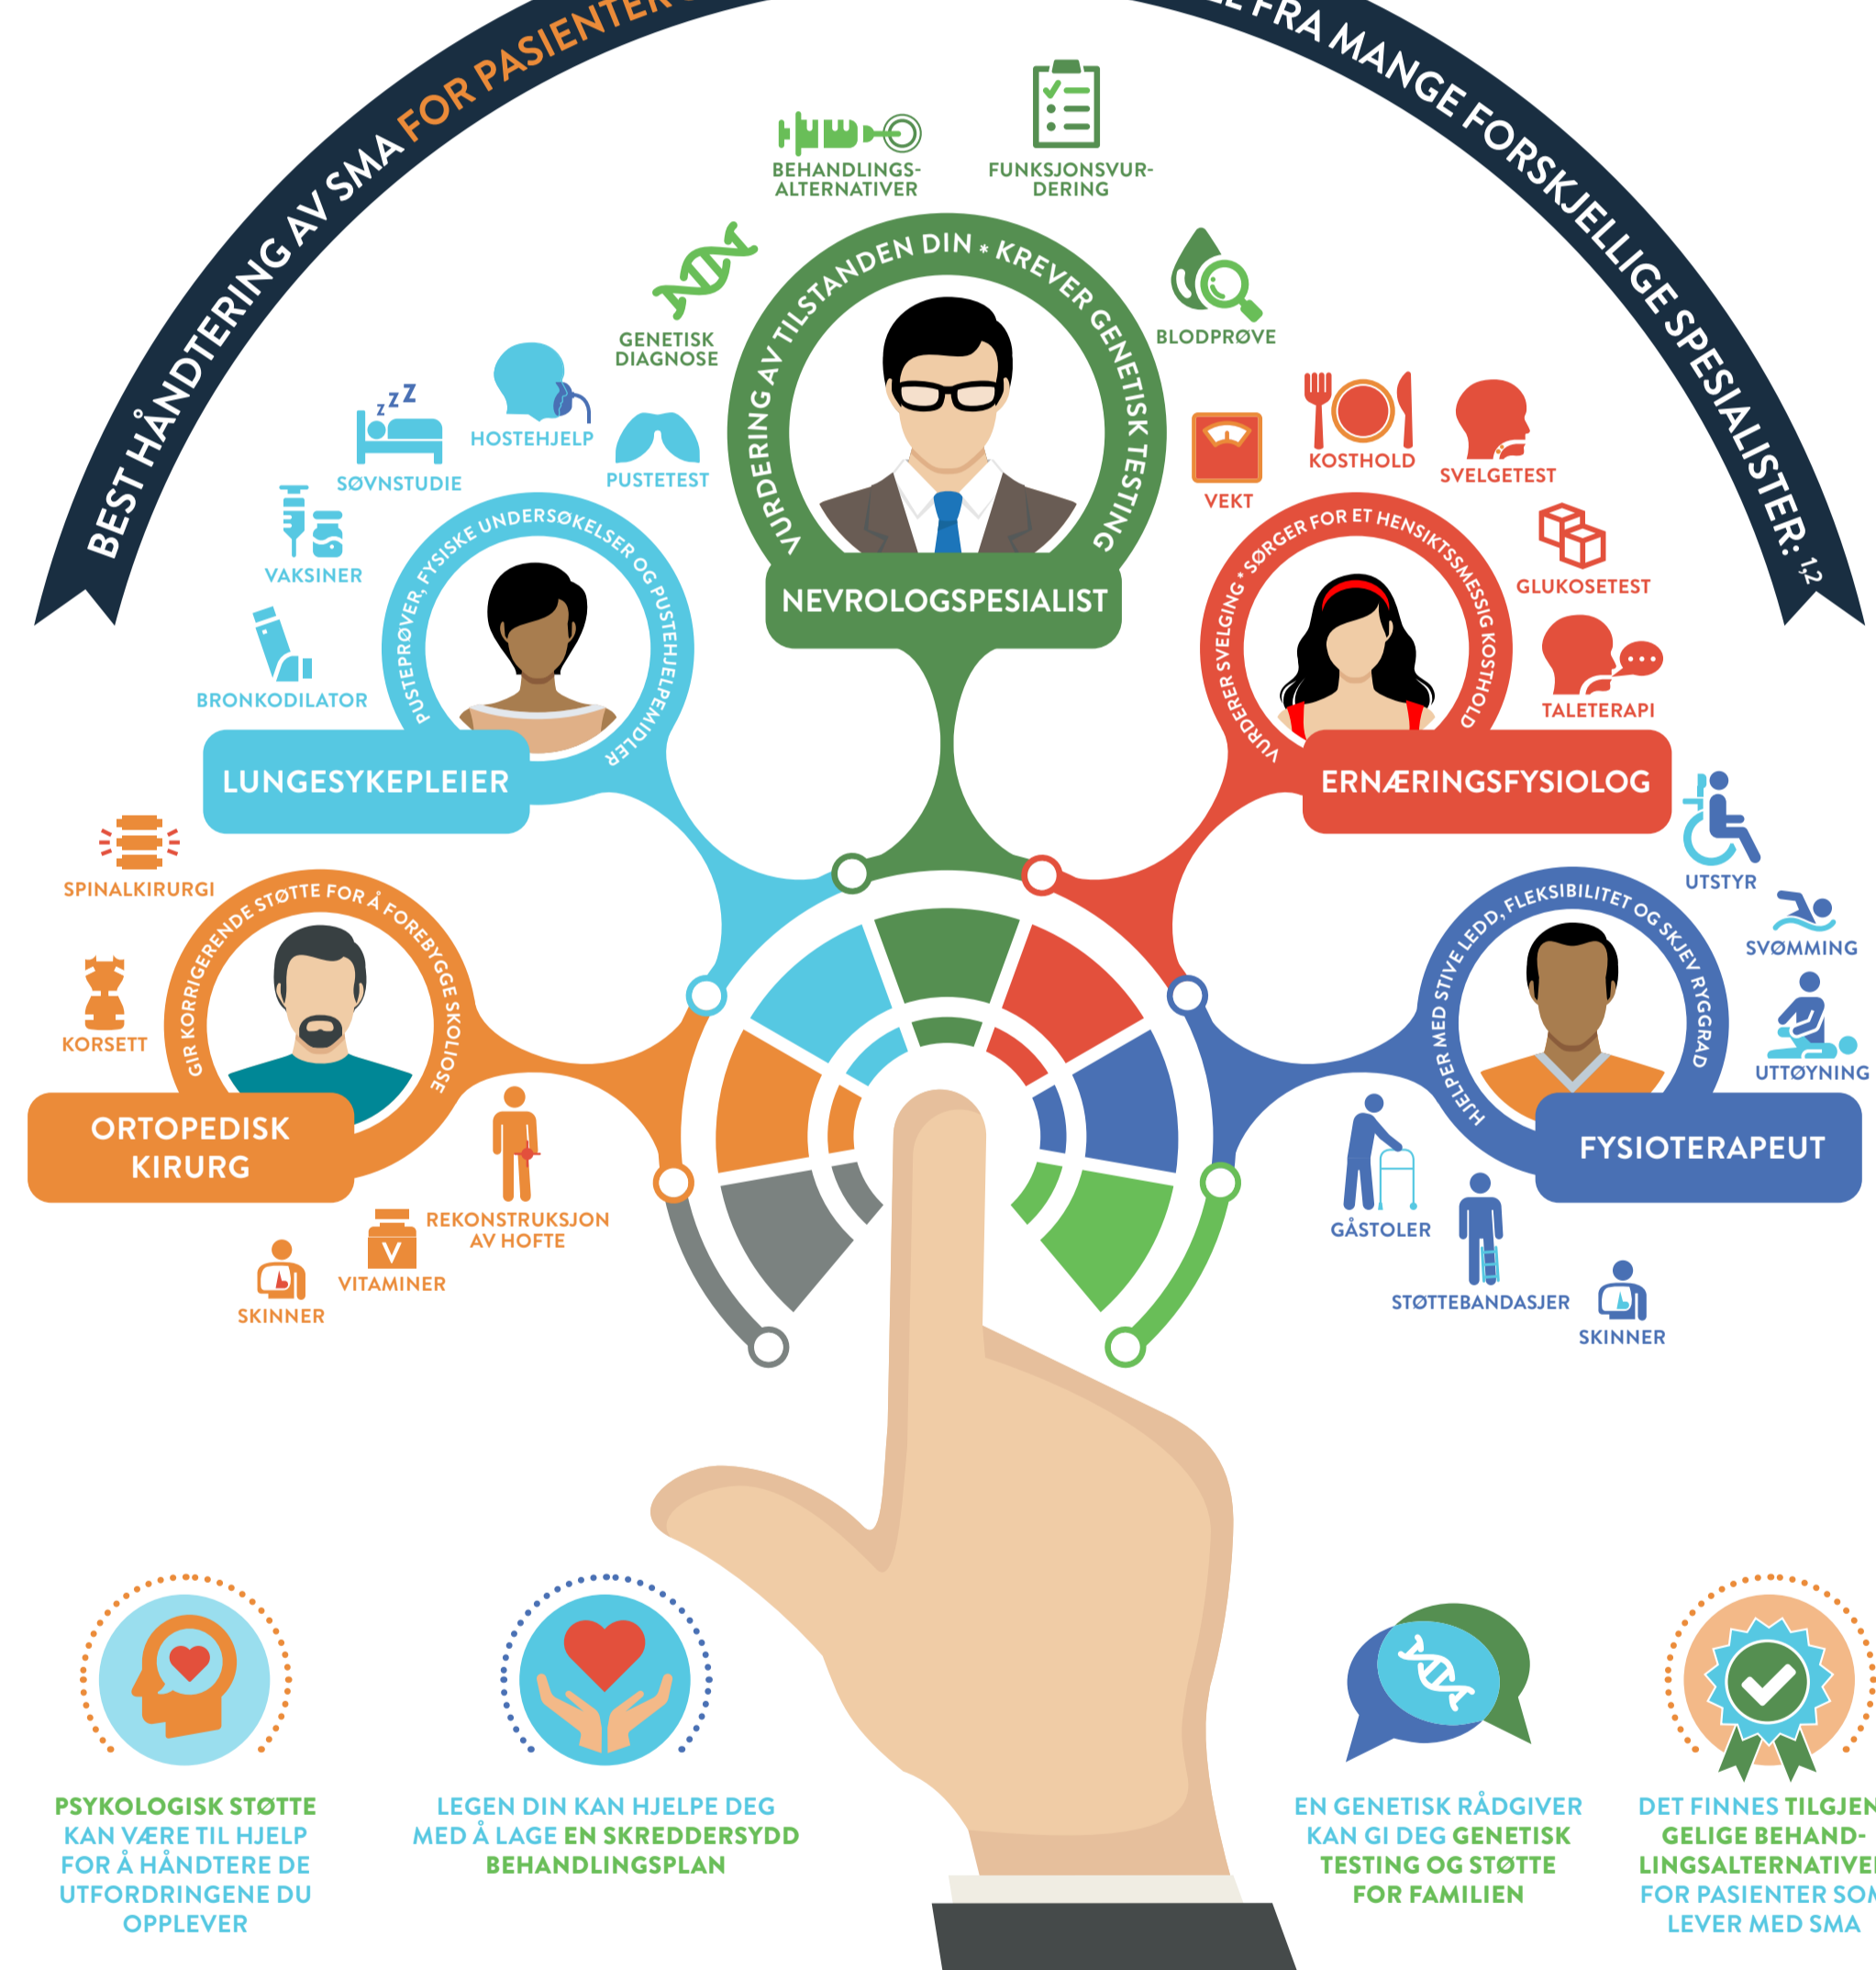 BEST HÅNDTERING AV SMA FOR PASIENTER
FRA MANGE FORSKJELLIGE SPESIALISTER: 1,2
BEHANDLINGS-
ALTERNATIVER
FUNKSJONSVUR-
DERING
GENETISK
DIAGNOSE
BLODPRØVE
VURDERING AV TILSTANDEN DIN * KREVER GENETISK TESTING
NEVROLOGSPESIALIST
HOSTEHJELP
SØVNSTUDIE
PUSTETEST
VAKSINER
BRONKODILATOR
PUSTEPRØVER, FYSISKE UNDERSØKELSER OG PUSTEHJELPEMIDLER
LUNGESYKEPLEIER
VEKT
KOSTHOLD
SVELGETEST
GLUKOSETEST
TALETERAPI
VURDERER SVELGING * SØRGER FOR ET HENSIKTSSMESSIG KOSTHOLD
ERNÆRINGSFYSIOLOG
SPINALKIRURGI
KORSETT
GIR KORRIGERENDE STØTTE FOR Å FOREBYGGE SKOLIOSE
ORTOPEDISK
KIRURG
REKONSTRUKSJON
AV HOFTE
V
VITAMINER
SKINNER
UTSTYR
SVØMMING
UTTØYNING
HJELPER MED STIVE LEDD, FLEKSIBILITET OG SKJEV RYGGRAD
FYSIOTERAPEUT
GÅSTOLER
STØTTEBANDASJER
SKINNER
PSYKOLOGISK STØTTE
KAN VÆRE TIL HJELP
FOR Å HÅNDTERE DE
UTFORDRINGENE DU
OPPLEVER
LEGEN DIN KAN HJELPE DEG
MED Å LAGE EN SKREDDERSYDD
BEHANDLINGSPLAN
EN GENETISK RÅDGIVER
KAN GI DEG GENETISK
TESTING OG STØTTE
FOR FAMILIEN
DET FINNES TILGJEN
GELIGE BEHAND-
LINGSALTERNATIVE
FOR PASIENTER SOM
LEVER MED SMA